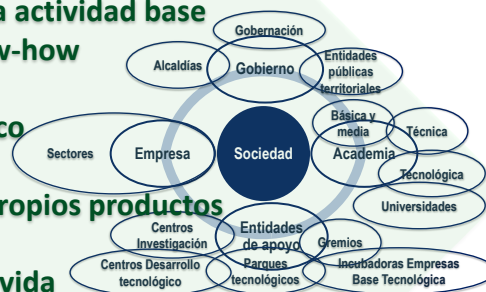 a actividad base
w-how
co
ropios productos
vida
Gobernación
Alcaldías
Gobierno
Entidades
públicas
territoriales
Básica y
media
Técnica
Sectores
Empresa
Sociedad
Academia
Tecnológica
Universidades
Centros
Investigación
Entidades
de apoyo
Gremios
Centros Desarrollo
tecnológico
Parques
tecnológicos
Incubadoras Empresas
Base Tecnológica